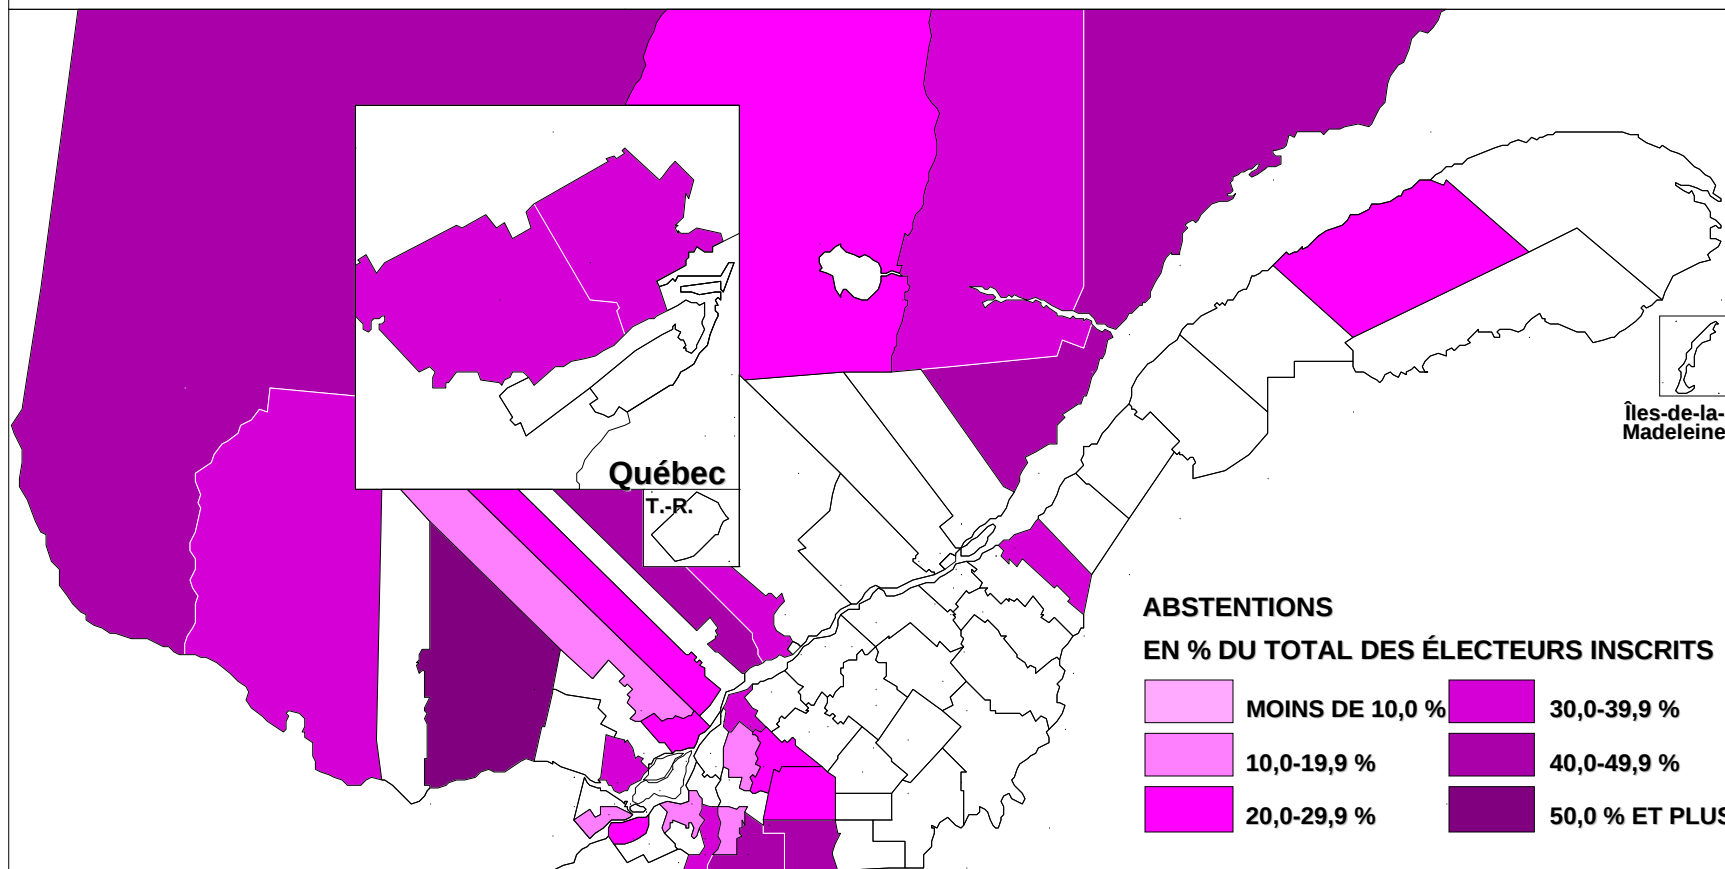 Québec
T.-R.
Îles-de-la-
Madeleine
ABSTENTIONS
EN % DU TOTAL DES ÉLECTEURS INSCRITS
MOINS DE 10,0 %
30,0-39,9 %
10,0-19,9 %
40,0-49,9 %
20,0-29,9 %
50,0 % ET PLUS